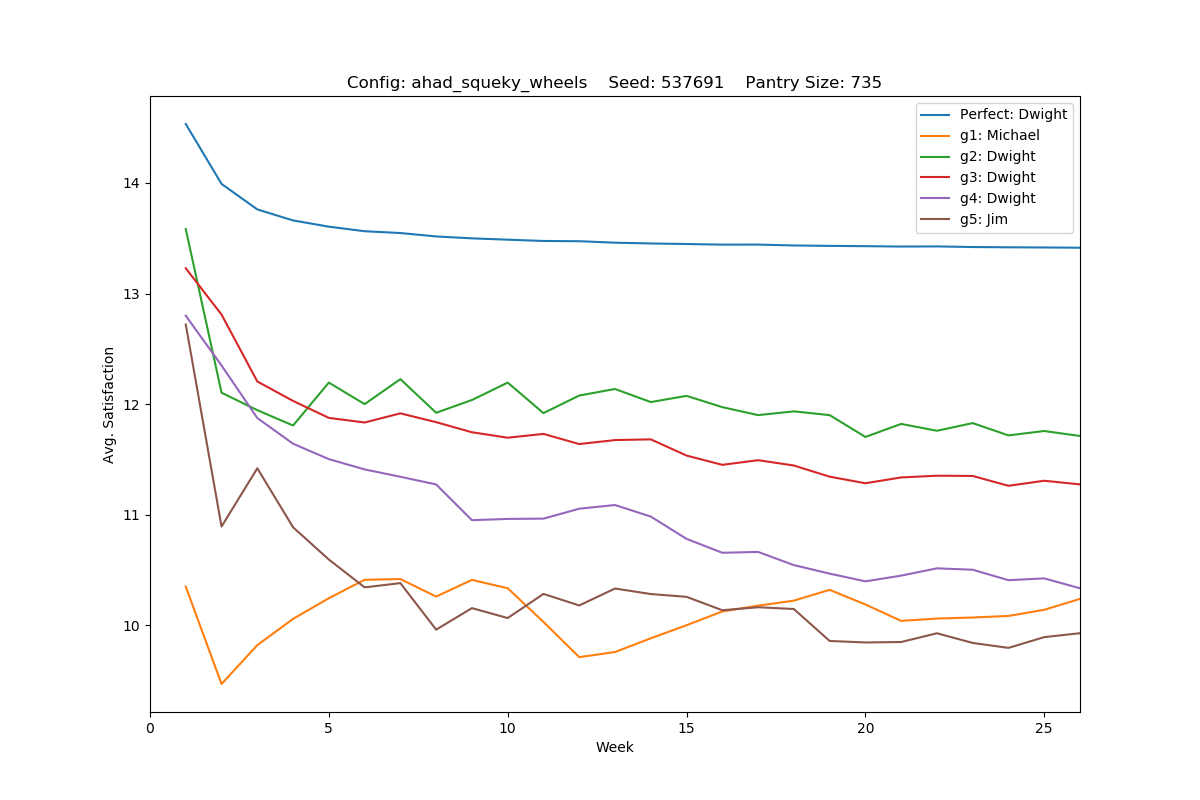 Config: ahad_squeky_wheels    Seed: 537691    Pantry Size: 735
Perfect: Dwight
g1: Michael
g2: Dwight
g3: Dwight
g4: Dwight
g5: Jim
Avg. Satisfaction
14
13
12
11
10
0 5 10 15 20 25
Week